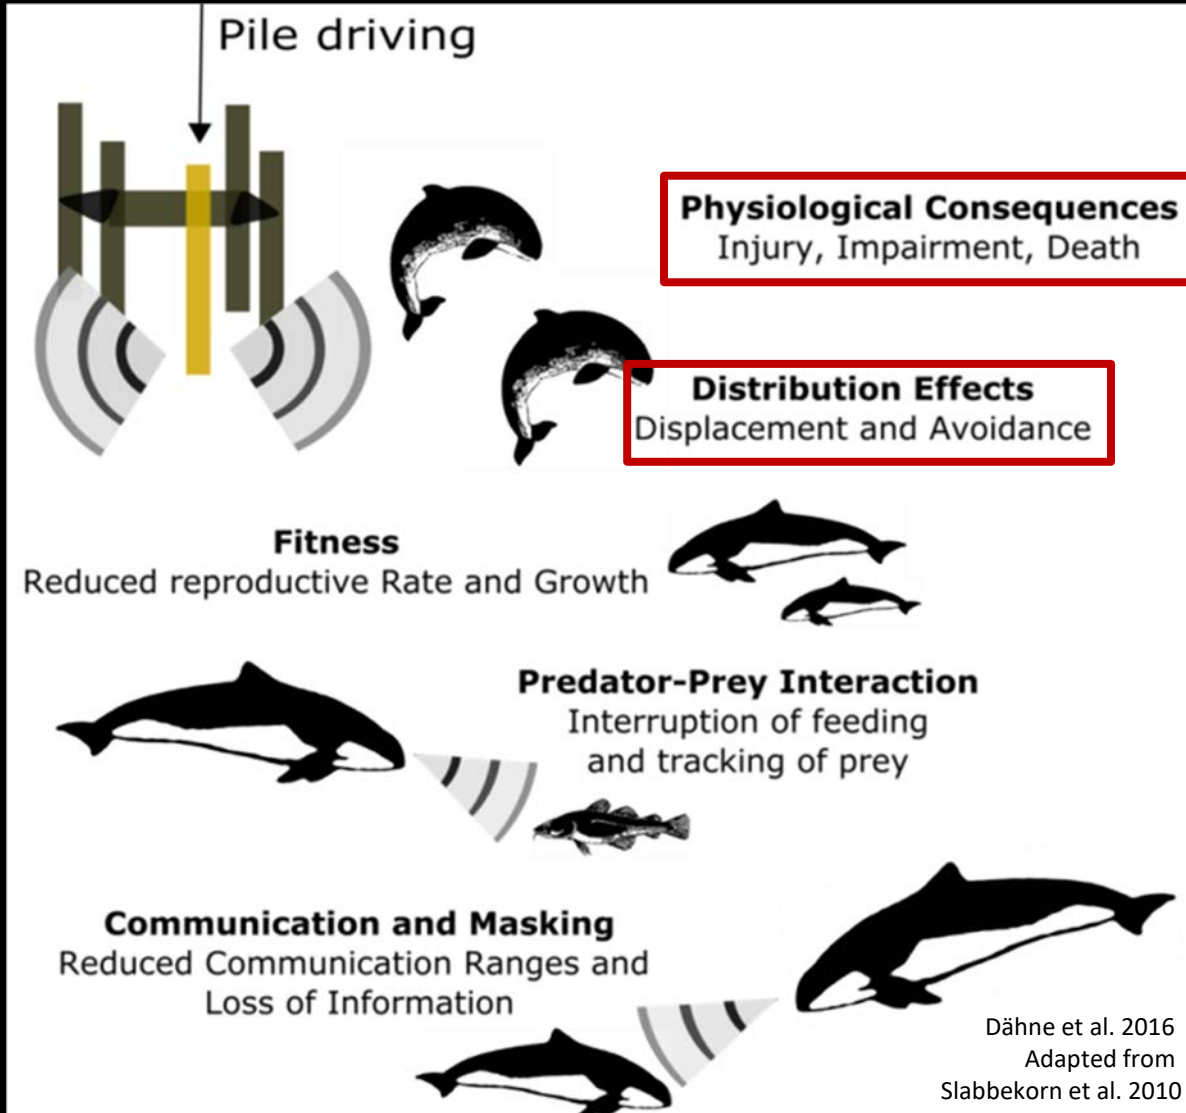 Pile driving
Physiological Consequences
Injury, Impairment, Death
Distribution Effects
Displacement and Avoidance
Fitness
Reduced reproductive Rate and Growth
Predator-Prey Interaction
Interruption of feeding
and tracking of prey
Communication and Masking
Reduced Communication Ranges and
Loss of Information
Dähne et al. 2016
Adapted from
Slabbekorn et al. 2010